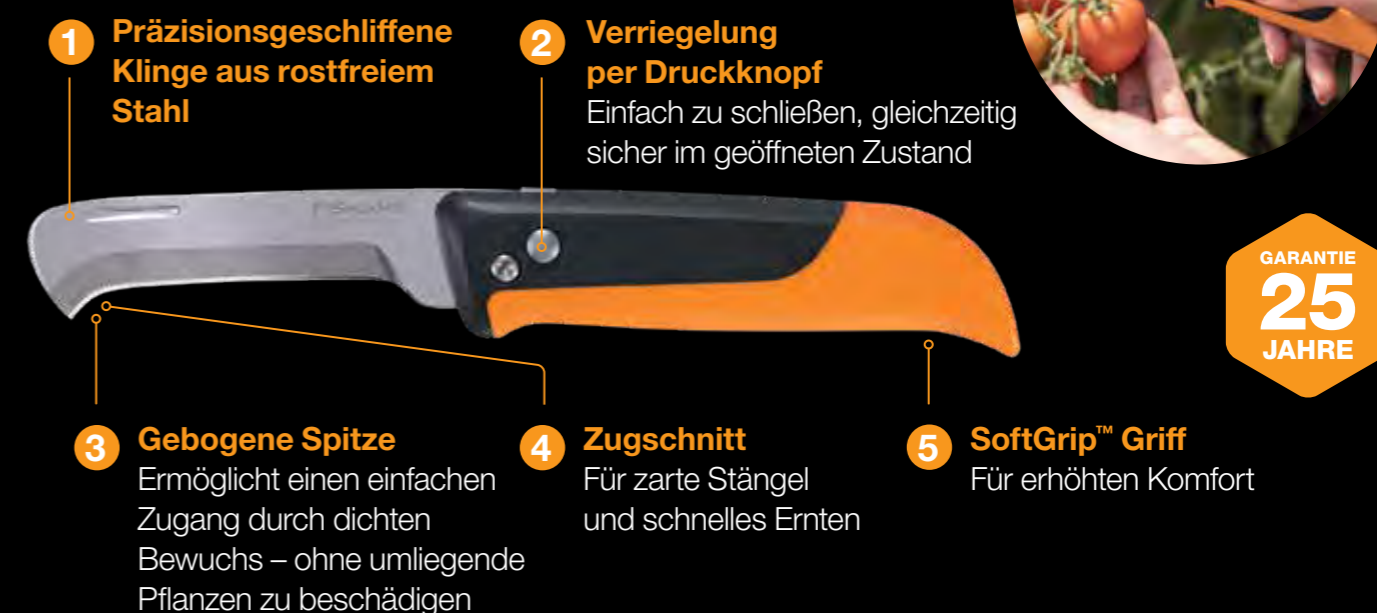 1 Präzisionsgeschliffene
Klinge aus rostfreiem
Stahl
2 Verriegelung
per Druckknopf
Einfach zu schließen, gleichzeitig
sicher im geöffneten Zustand
GARANTIE
25
JAHRE
3 Gebogene Spitze
Ermöglicht einen einfachen
Zugang durch dichten
Bewuchs – ohne umliegende
Pflanzen zu beschädigen
4 Zugschnitt
Für zarte Stängel
und schnelles Ernten
5 SoftGrip™ Griff
Für erhöhten Komfort